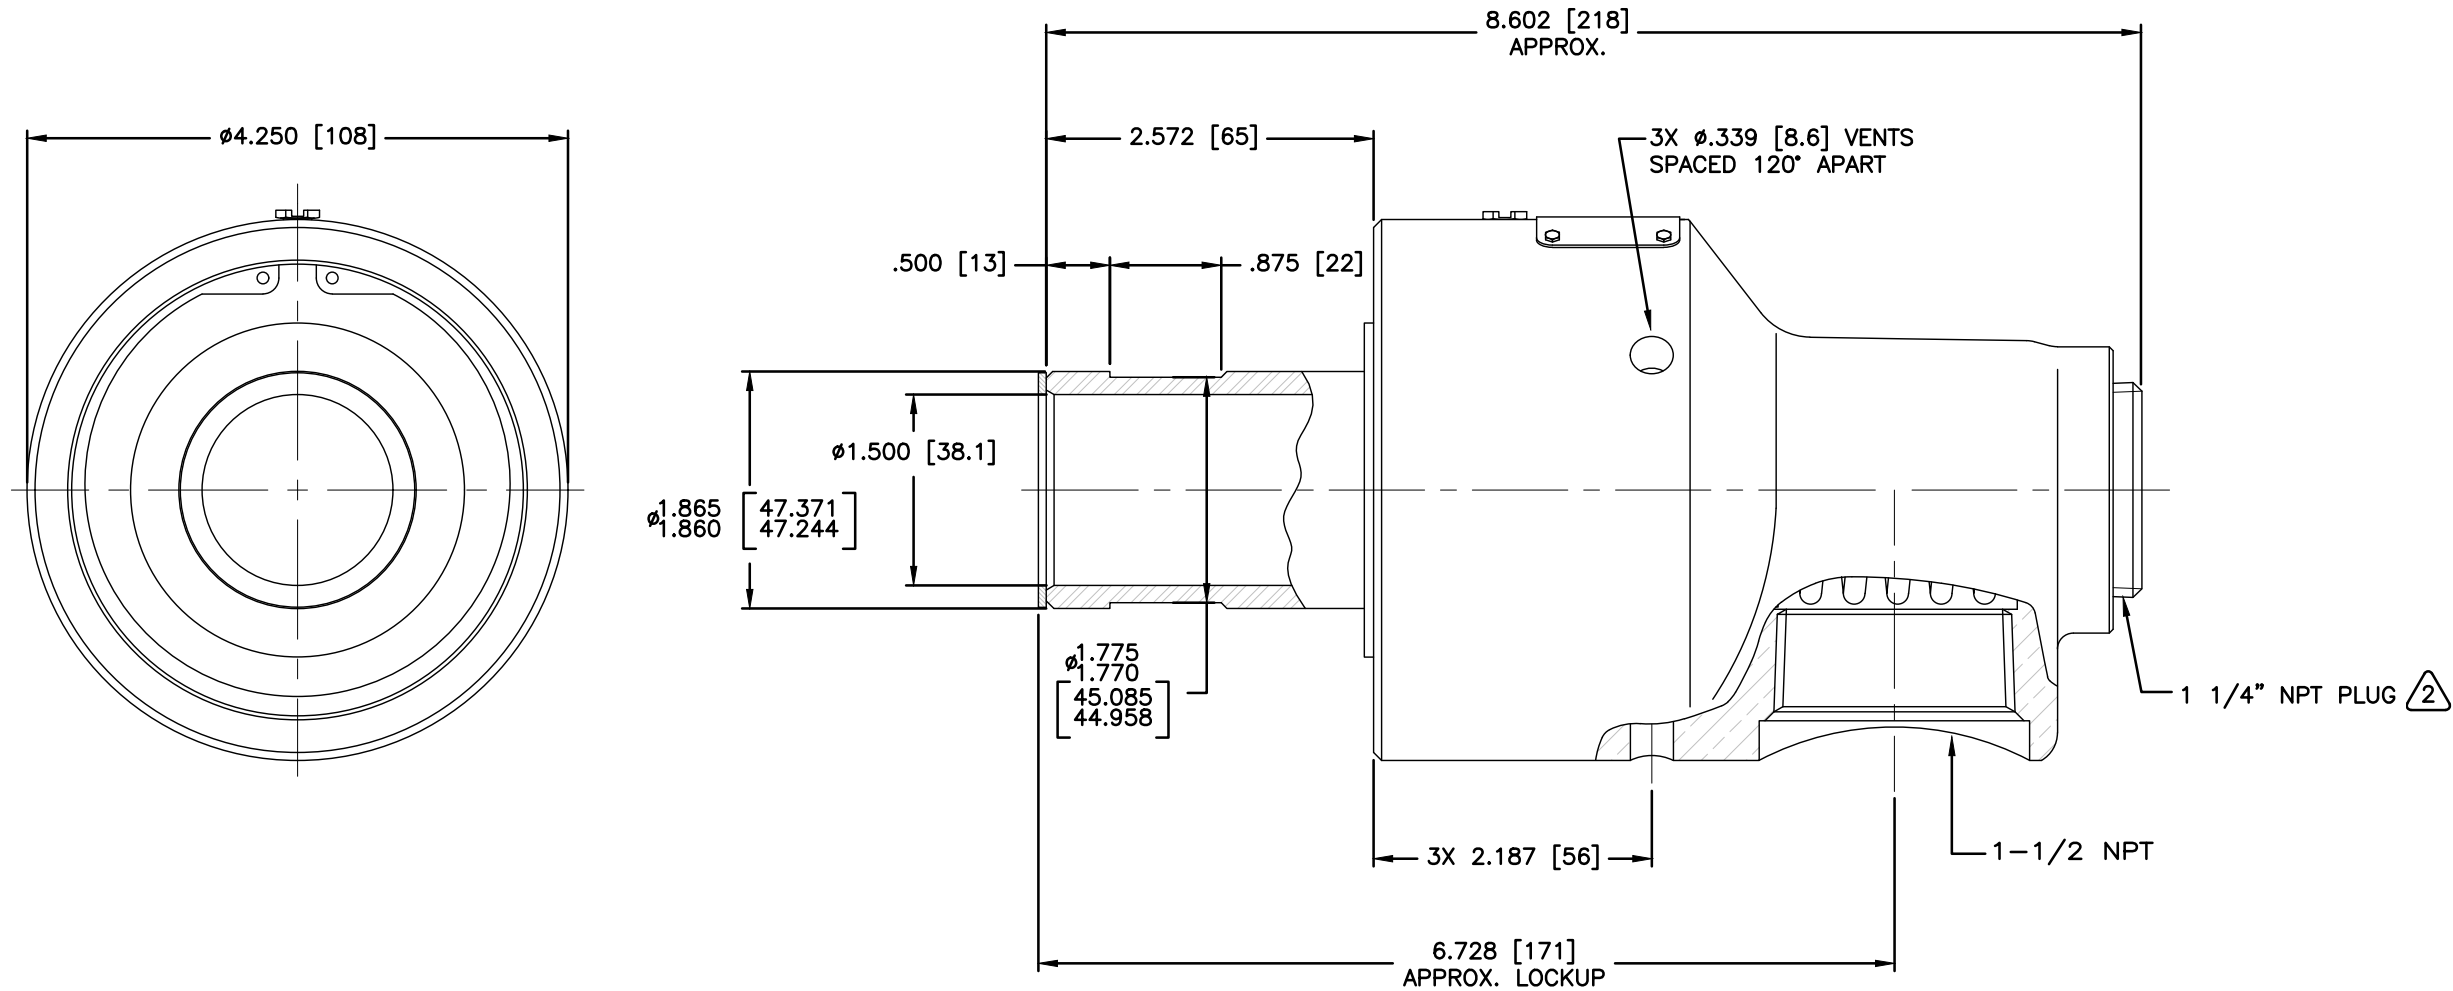 8.602 [218]
APPROX.
ø4.250 [108]
2.572 [65]
3X ø.339 [8.6] VENTS
SPACED 120° APART
.500 [13]
.875 [22]
ø1.500 [38.1]
ø1.865 [47.371]
1.860 [47.244]
ø1.775
1.770
[45.085]
[44.958]
1 1/4” NPT PLUG 2
3X 2.187 [56]
1-1/2 NPT
6.728 [171]
APPROX. LOCKUP